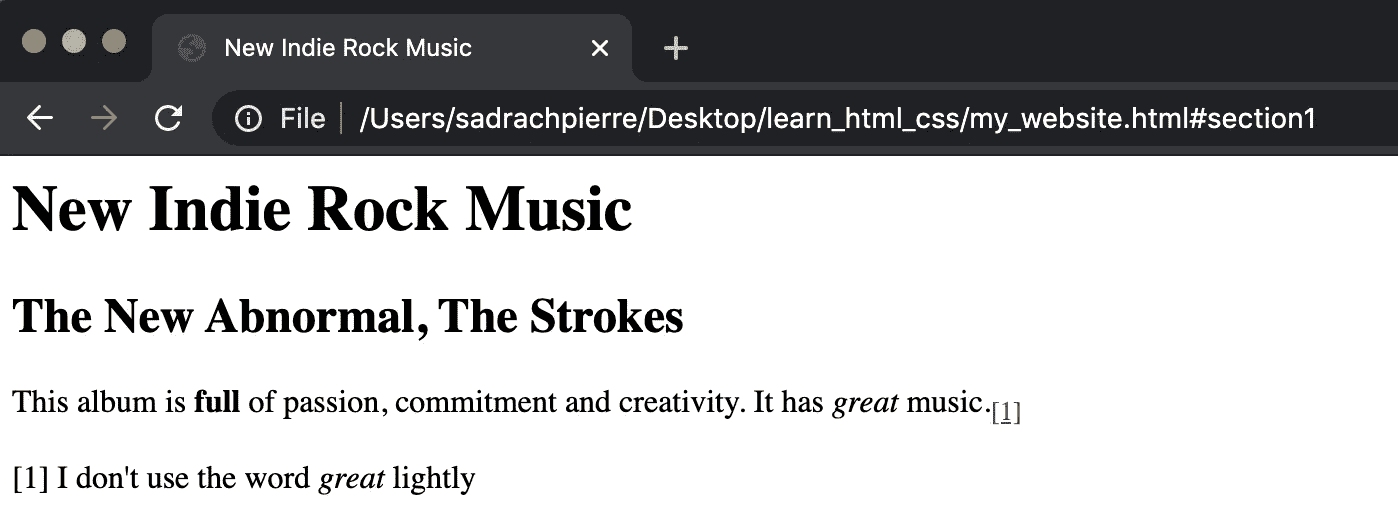 New Indie Rock Music
File /Users/sadrachpierre/Desktop/learn_html_css/my_website.html#section1
New Indie Rock Music
The New Abnormal, The Strokes
This album is full of passion, commitment and creativity. It has great music.[1]
[1] I don't use the word great lightly